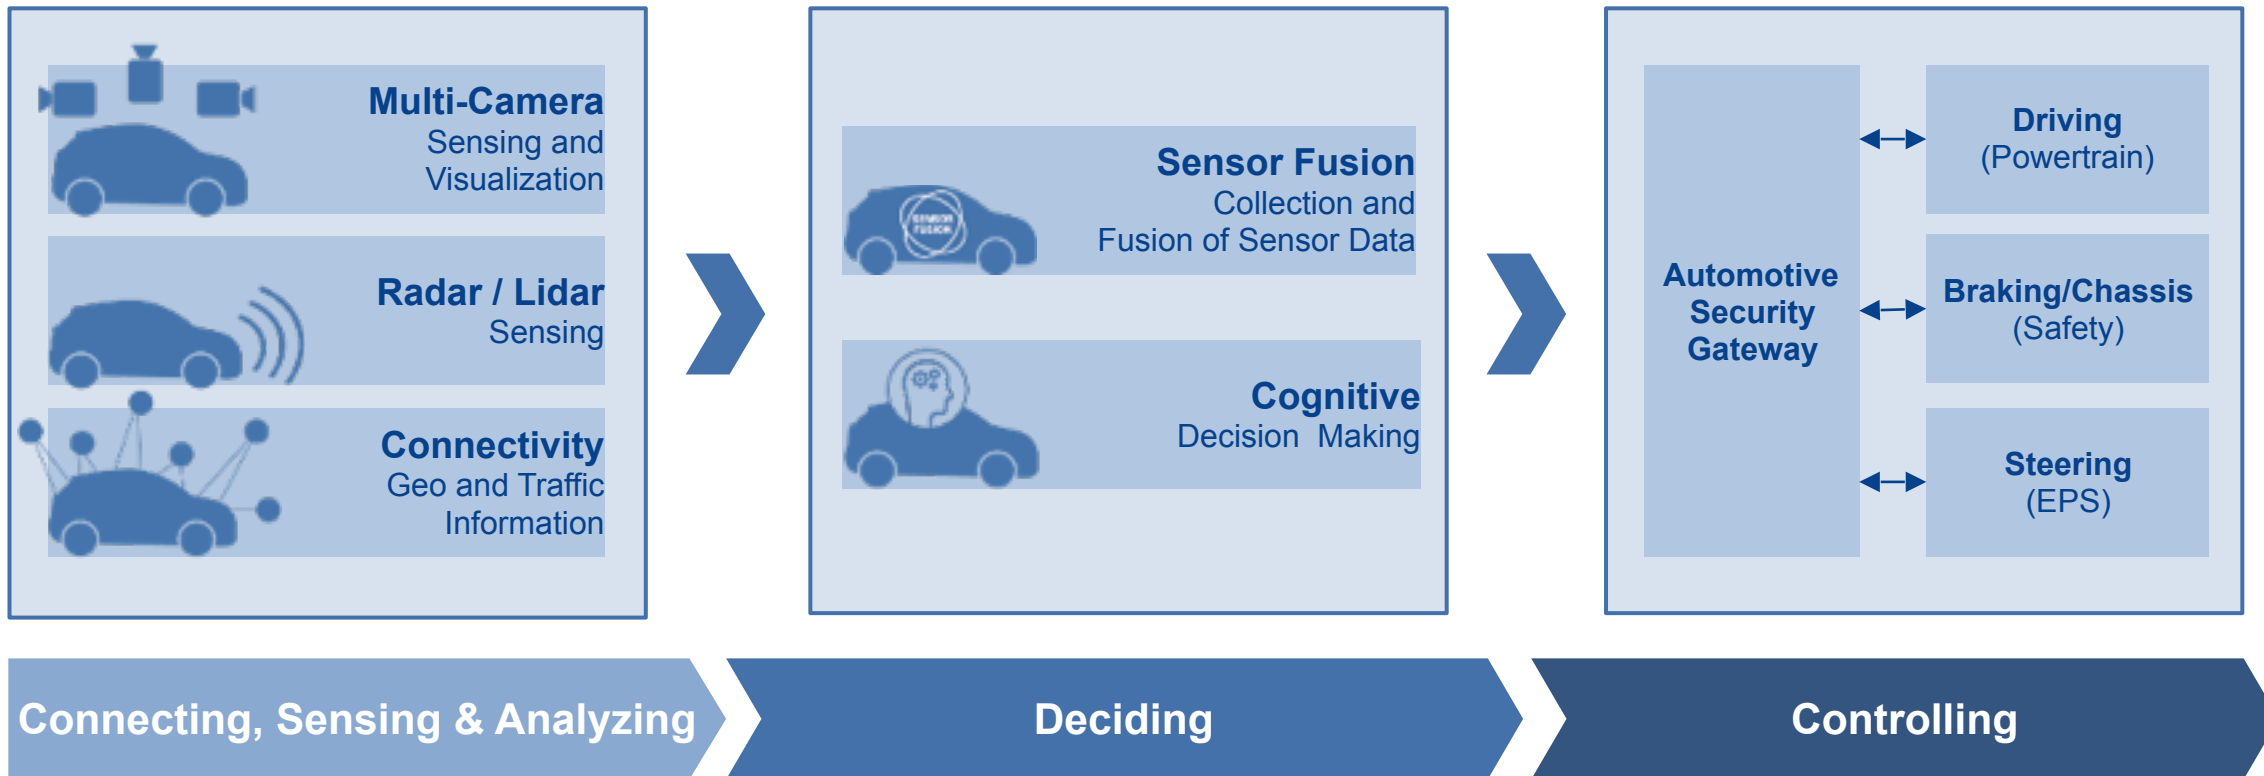 Multi-Camera
Sensing and
Visualization
Radar / Lidar
Sensing
Connectivity
Geo and Traffic
Information
SENSOR
FUSION
Sensor Fusion
Collection and
Fusion of Sensor Data
Cognitive
Decision Making
Automotive
Security
Gateway
Driving
(Powertrain)
Braking/Chassis
(Safety)
Steering
(EPS)
Connecting, Sensing & Analyzing
Deciding
Controlling